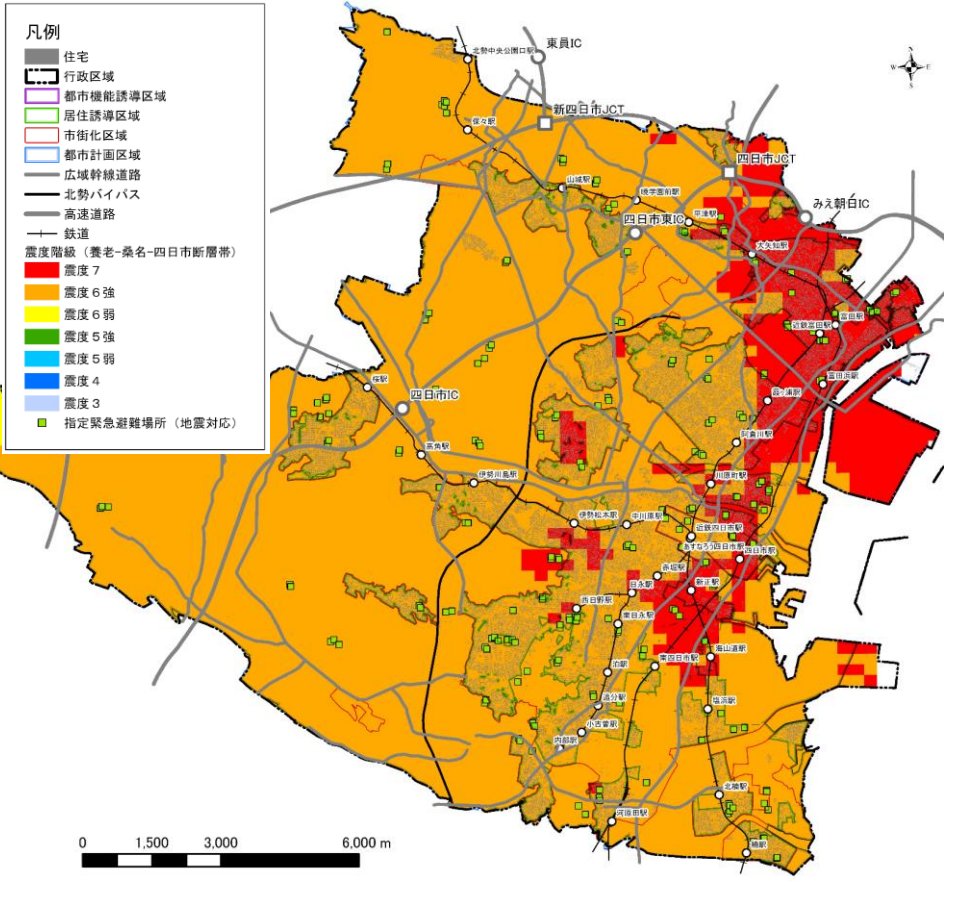 凡例
住宅
行政区域
都市機能誘導区域
居住誘導区域
市街化区域
都市計画区域
広域幹線道路
北勢バイパス
高速道路
鉄道
震度階級（養老-桑名-四日市断層帯）
震度７
震度６強
震度６弱
震度５強
震度５弱
震度４
震度３
指定緊急避難場所（地震対応）
N
W
E
S
北勢中央公園口駅
東員IC
保々駅
新四日市JCT
四日市JCT
山城駅
暁学園前駅
みえ朝日IC
平津駅
四日市東IC
大矢知駅
富田駅
近鉄富田駅
富田浜駅
桜駅
四日市IC
霞ヶ浦駅
阿倉川駅
高角駅
伊勢川島駅
川原町駅
伊勢松本駅
中川原駅
近鉄四日市駅
あすなろう四日市駅
四日市駅
赤堀駅
日永駅
新正駅
西日野駅
東日永駅
海山道駅
泊駅
南四日市駅
追分駅
塩浜駅
小古曽駅
内部駅
北楠駅
河原田駅
楠駅
0 1,500 3,000 6,000 m